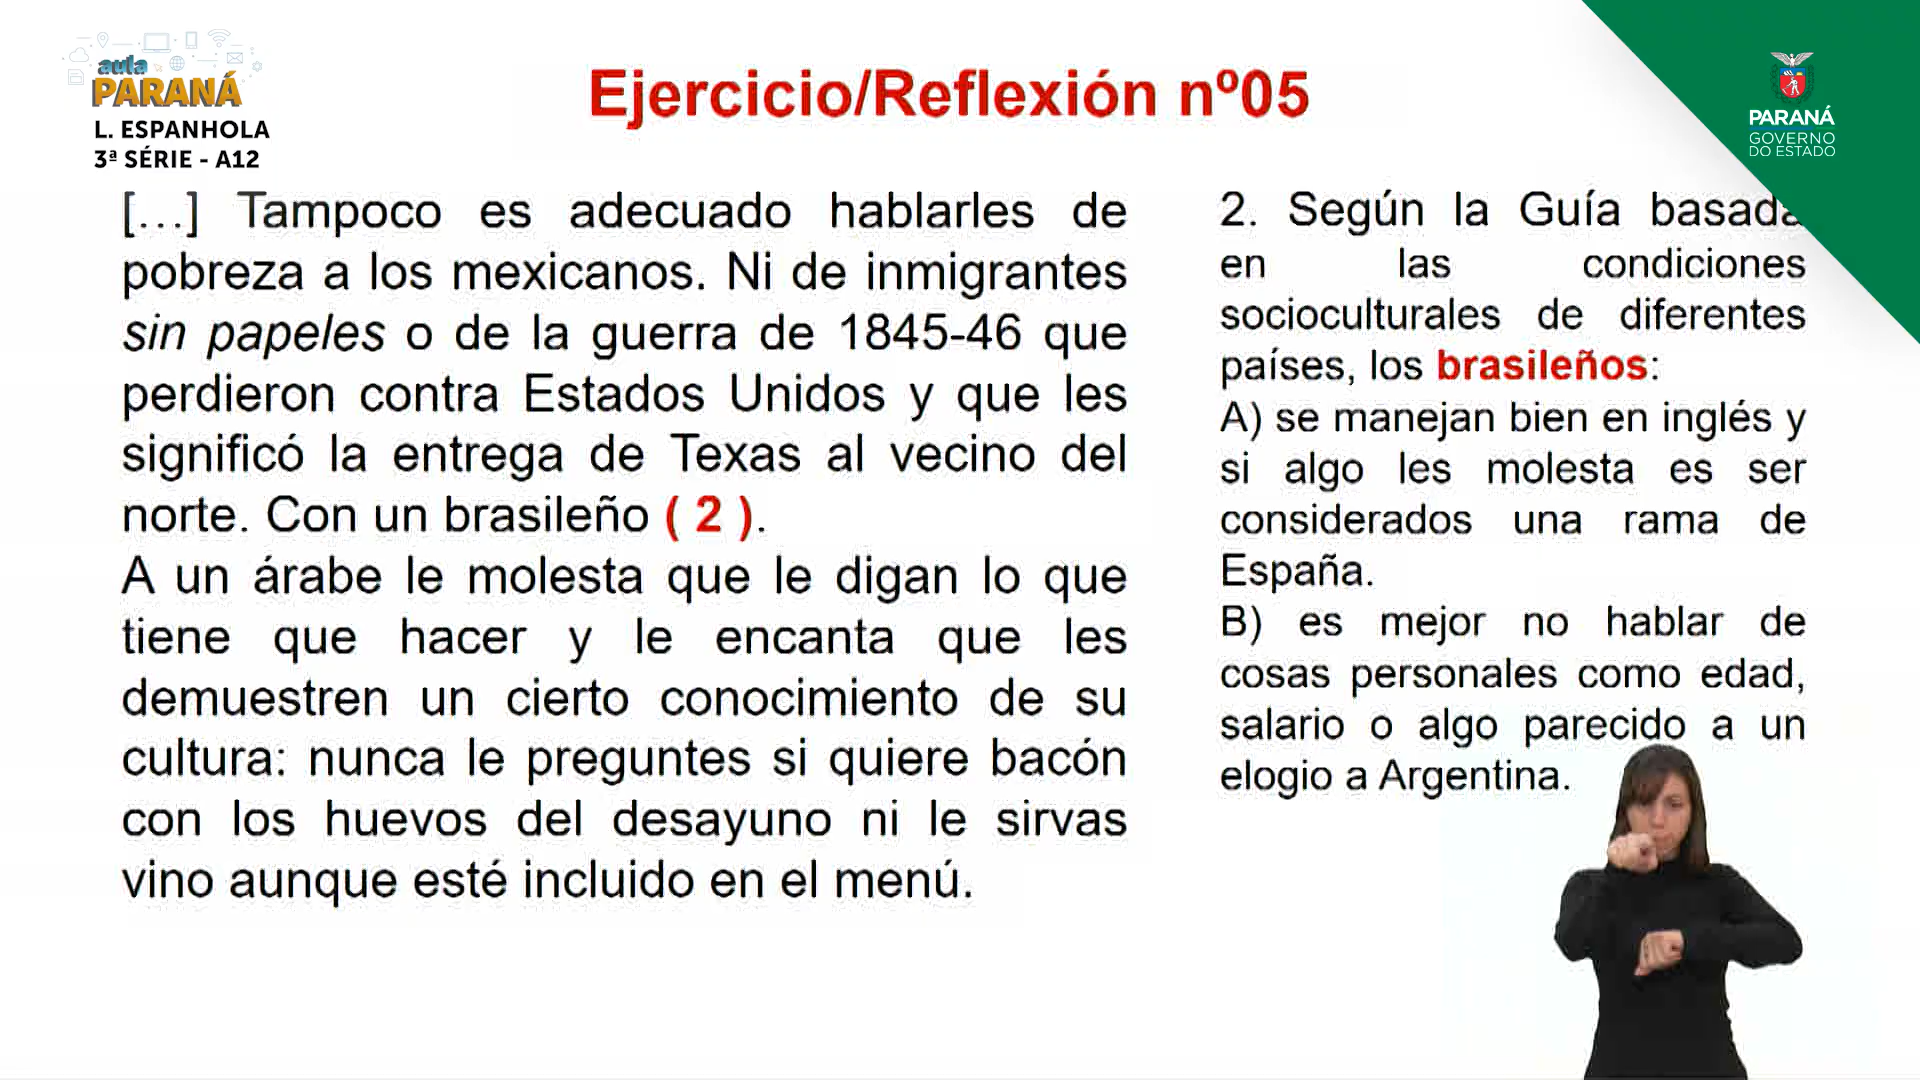 aula
PARANÁ
L. ESPANHOLA
3ª SÉRIE - A12
Ejercicio/Reflexión nº05
PARANÁ
GOVERNO
DO ESTADO
[...] Tampoco es adecuado hablarles de
pobreza a los mexicanos. Ni de inmigrantes
sin papeles o de la guerra de 1845-46 que
perdieron contra Estados Unidos y que les
significó la entrega de Texas al vecino del
norte. Con un brasileño ( 2 ).
A un árabe le molesta que le digan lo que
tiene que hacer y le encanta que les
demuestren un cierto conocimiento de su
cultura: nunca le preguntes si quiere bacón
con los huevos del desayuno ni le sirvas
vino aunque esté incluido en el menú.
2. Según la Guía basada
en las condiciones
socioculturales de diferentes
países, los brasileños:
A) se manejan bien en inglés y
si algo les molesta es ser
considerados una rama de
España.
B) es mejor no hablar de
cosas personales como edad,
salario o algo parecido a un
elogio a Argentina.